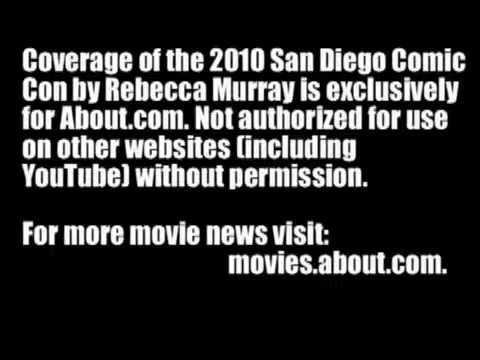 Coverage of the 2010 San Diego Comic
Con by Rebecca Murray is exclusively
for About.com. Not authorized for use
on other websites (including
YouTube) without permission.
For more movie news visit:
movies.about.com.